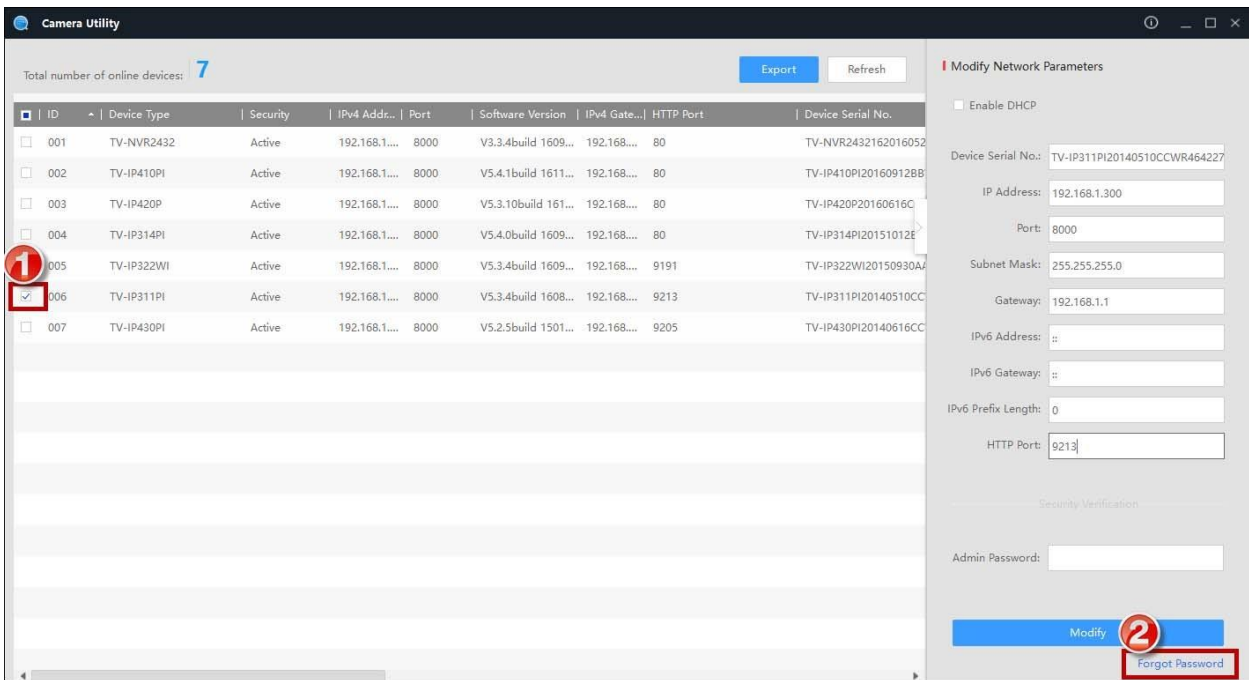 Camera Utility
Total number of online devices: 7
Export
Refresh
ID Device Type Security IPv4 Addr... Port Software Version IPv4 Gate... HTTP Port Device Serial No.
001 TV-NVR2432 Active 192.168.1.... 8000 V3.3.4build 1609... 192.168.... 80 TV-NVR2432162016052
002 TV-IP410PI Active 192.168.1.... 8000 V5.4.1build 1611... 192.168.... 80 TV-IP410PI20160912BB
003 TV-IP420P Active 192.168.1.... 8000 V5.3.10build 161... 192.168.... 80 TV-IP420P20160616C
004 TV-IP314PI Active 192.168.1.... 8000 V5.4.0build 1609... 192.168.... 80 TV-IP314PI20151012
1
005 TV-IP322WI Active 192.168.1.... 8000 V5.3.4build 1609... 192.168.... 9191 TV-IP322WI20150930AA
006 TV-IP311PI Active 192.168.1.... 8000 V5.3.4build 1608... 192.168.... 9213 TV-IP311PI20140510CC
007 TV-IP430PI Active 192.168.1.... 8000 V5.2.5build 1501... 192.168.... 9205 TV-IP430PI20140616CC
Modify Network Parameters
Enable DHCP
Device Serial No.: TV-IP311PI20140510CCWR464227
IP Address: 192.168.1.300
Port: 8000
Subnet Mask: 255.255.255.0
Gateway: 192.168.1.1
IPv6 Address: ::
IPv6 Gateway: ::
IPv6 Prefix Length: 0
HTTP Port: 9213
Security Verification
Admin Password:
Modify
2
Forgot Password